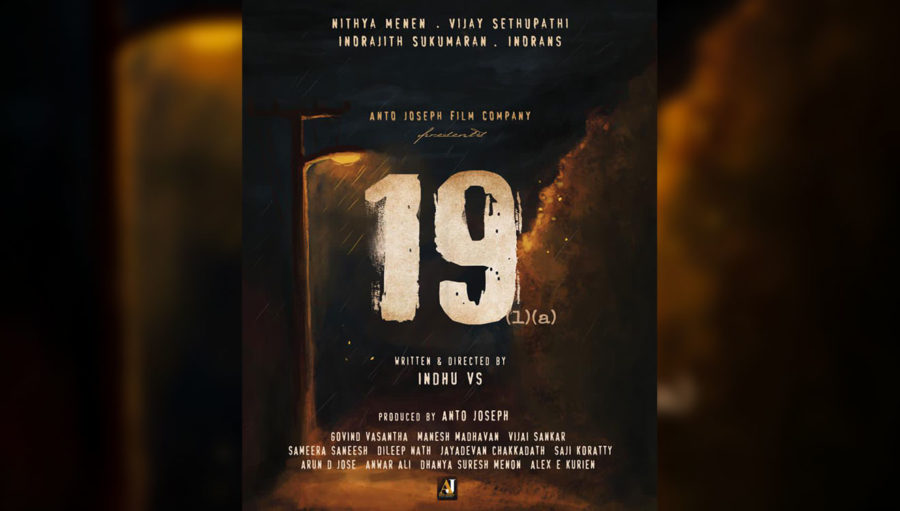 NITHYA MENEN . VIJAY SETHUPATHI
INDRAJITH SUKUMARAN . INDRANS
ANTO JOSEPH FILM COMPANY
presents
19
(1)(a)
WRITTEN & DIRECTED BY
INDHU VS
PRODUCED BY ANTO JOSEPH
GOVIND VASANTHA MANESH MADHAVAN VIJAI SANKAR
SAMEERA SANEESH DILEEP NATH JAYADEVAN CHAKKADATH SAJI KORATTY
ARUN D JOSE ANWAR ALI DHANYA SURESH MENON ALEX E KURIEN
AJ